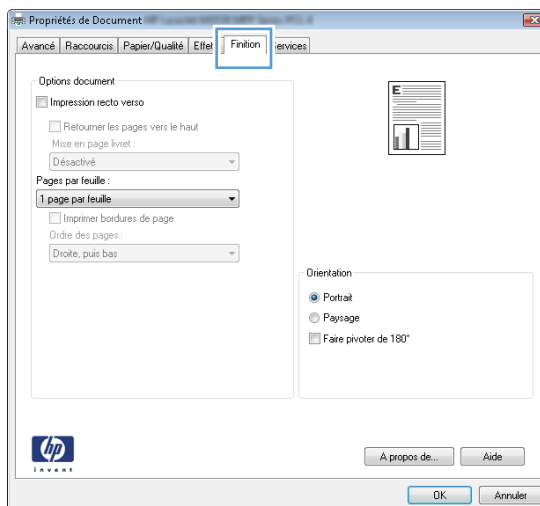 Propriétés de Document
Avancé Raccourcis Papier/Qualité Effet Finition ervices
Options document
Impression recto verso
Retourner les pages vers le haut
Mise en page livret :
Désactivé
Pages par feuille :
1 page par feuille
Imprimer bordures de page
Ordre des pages :
Droite, puis bas
E
Orientation
Portrait
Paysage
Faire pivoter de 180°
hp
invent
A propos de... Aide
OK Annuler